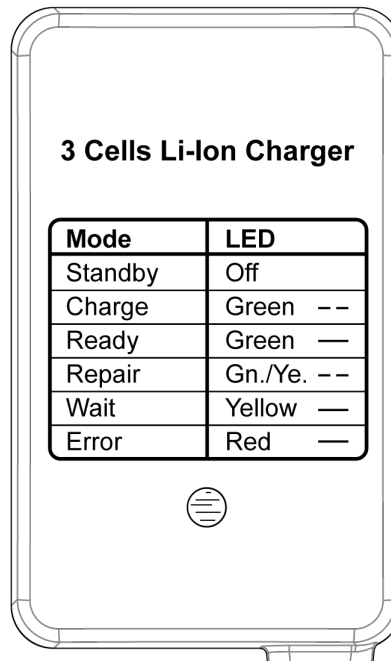 3 Cells Li-Ion Charger
Mode LED
Standby Off
Charge Green – –
Ready Green —
Repair Gn./Ye. – –
Wait Yellow —
Error Red —